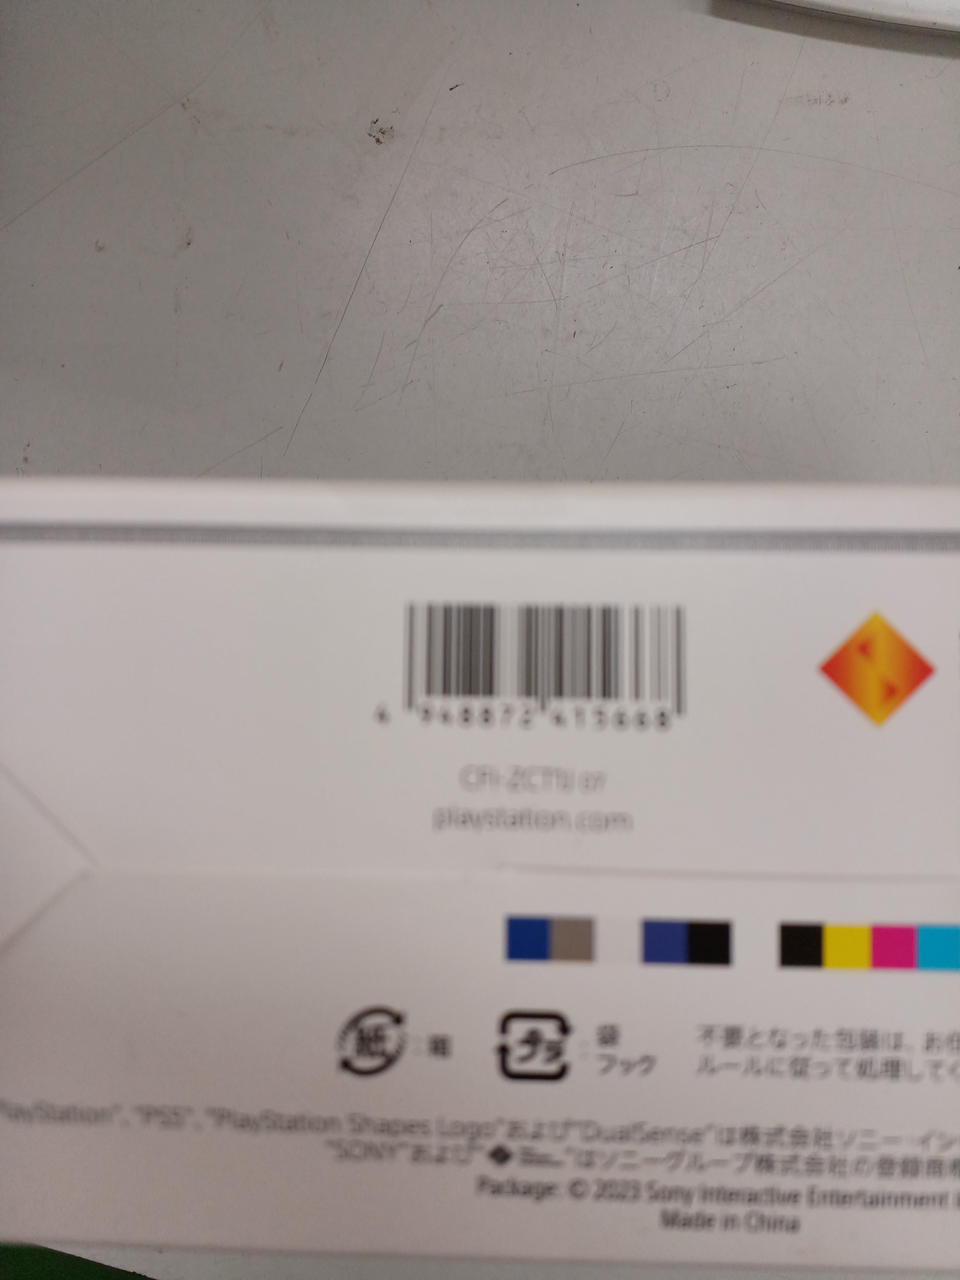 4 948872 415668
playstation.com
紙 : 箱
プラ : 袋
フック
不要となった包装は、お住
ルールに従って処理してく
PlayStation", "PS5", "PlayStation Shapes Logo"および"DualSense"は株式会社ソニー・イン
"SONY"および" "はソニーグループ株式会社の登録商標
Package: © 2023 Sony Interactive Entertainment
Made in China